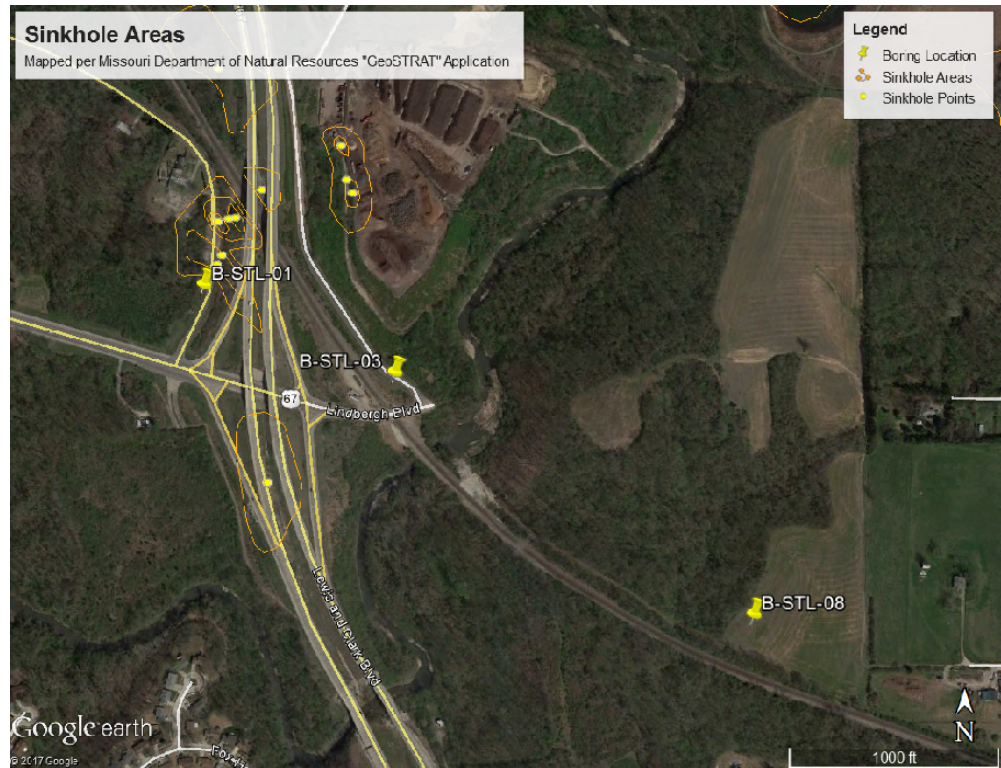 Sinkhole Areas
Mapped per Missouri Department of Natural Resources "GeoSTRAT" Application
Legend
Boring Location
Sinkhole Areas
Sinkhole Points
B-STL-01
B-STL-03
67
Lindbergh Blvd
Lewis and Clark Blvd
B-STL-08
Google earth
© 2017 Google
N
1000 ft